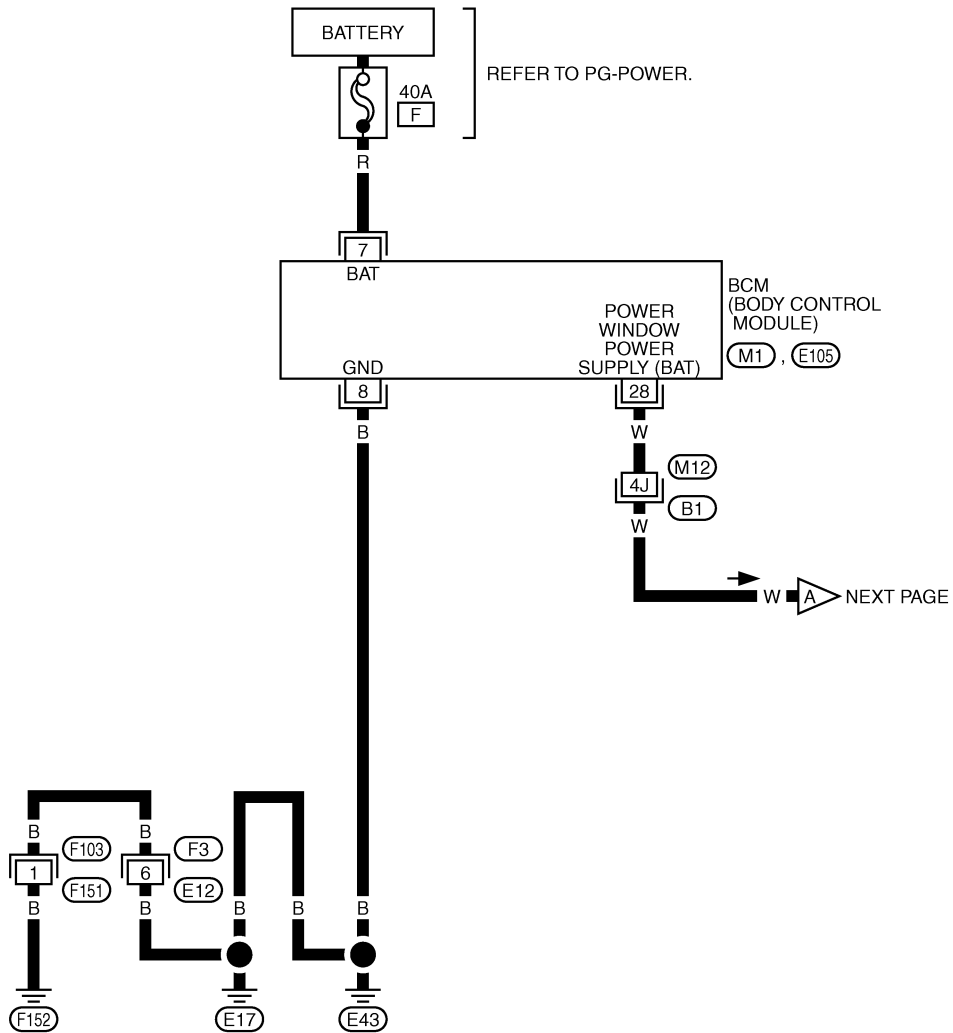 BATTERY
REFER TO PG-POWER.
40A
F
R
7
BAT
BCM
(BODY CONTROL
MODULE)
M1 , E105
POWER
WINDOW
POWER
SUPPLY (BAT)
GND
8
28
B
W
M12
4J
B1
W
W
A
NEXT PAGE
B
B
F103
F3
1
6
F151
E12
B
B
B
B
B
F152
E17
E43